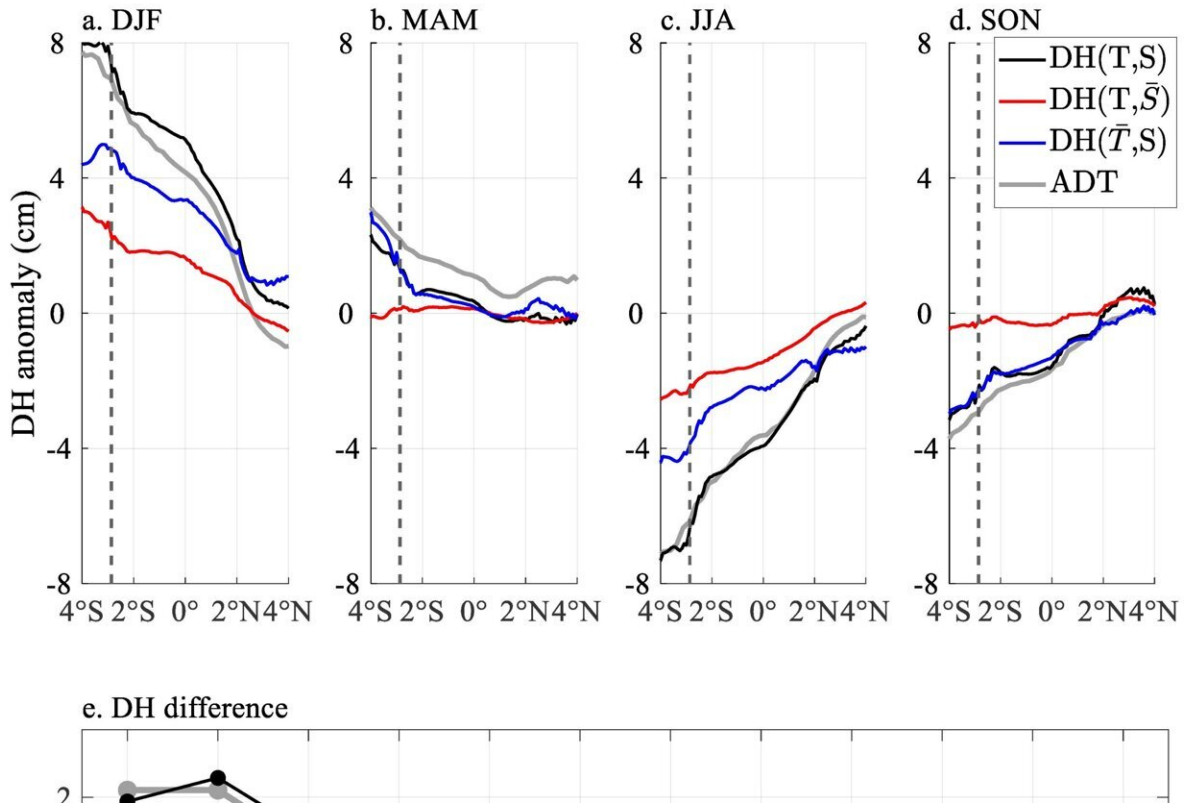 a. DJF
b. MAM
c. JJA
d. SON
8
8
8
8
4
4
4
4
0
0
0
0
-4
-4
-4
-4
-8
-8
-8
-8
DH anomaly (cm)
DH(T,S)
DH(T,S̄)
DH(T̄,S)
ADT
4°S 2°S 0° 2°N 4°N
4°S 2°S 0° 2°N 4°N
4°S 2°S 0° 2°N 4°N
4°S 2°S 0° 2°N 4°N
e. DH difference
2